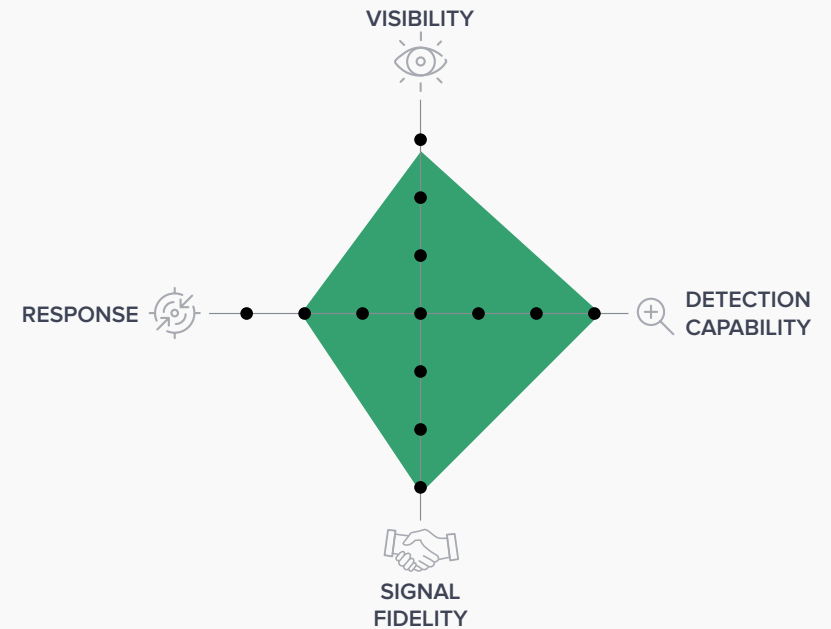 VISIBILITY
RESPONSE
DETECTION
CAPABILITY
SIGNAL
FIDELITY